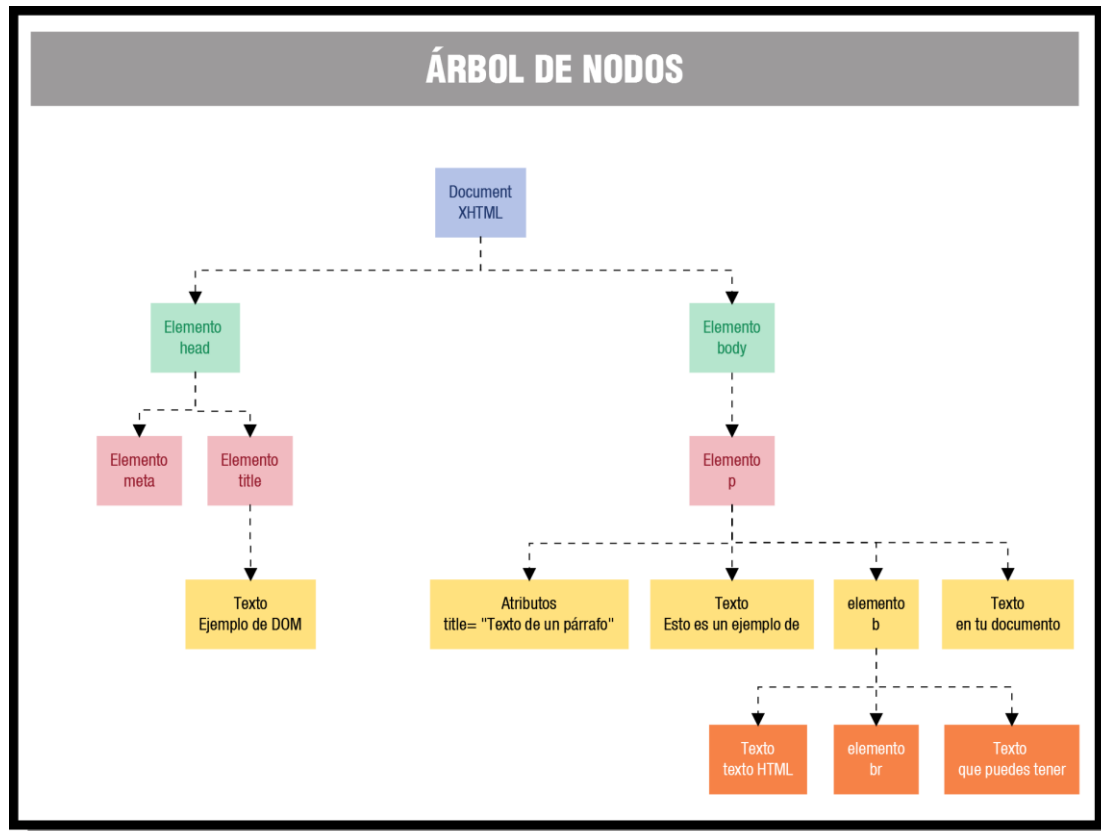 ÁRBOL DE NODOS
Document
XHTML
Elemento
head
Elemento
body
Elemento
meta
Elemento
title
Elemento
p
Texto
Ejemplo de DOM
Atributos
title= "Texto de un párrafo"
Texto
Esto es un ejemplo de
elemento
b
Texto
en tu documento
Texto
texto HTML
elemento
br
Texto
que puedes tener